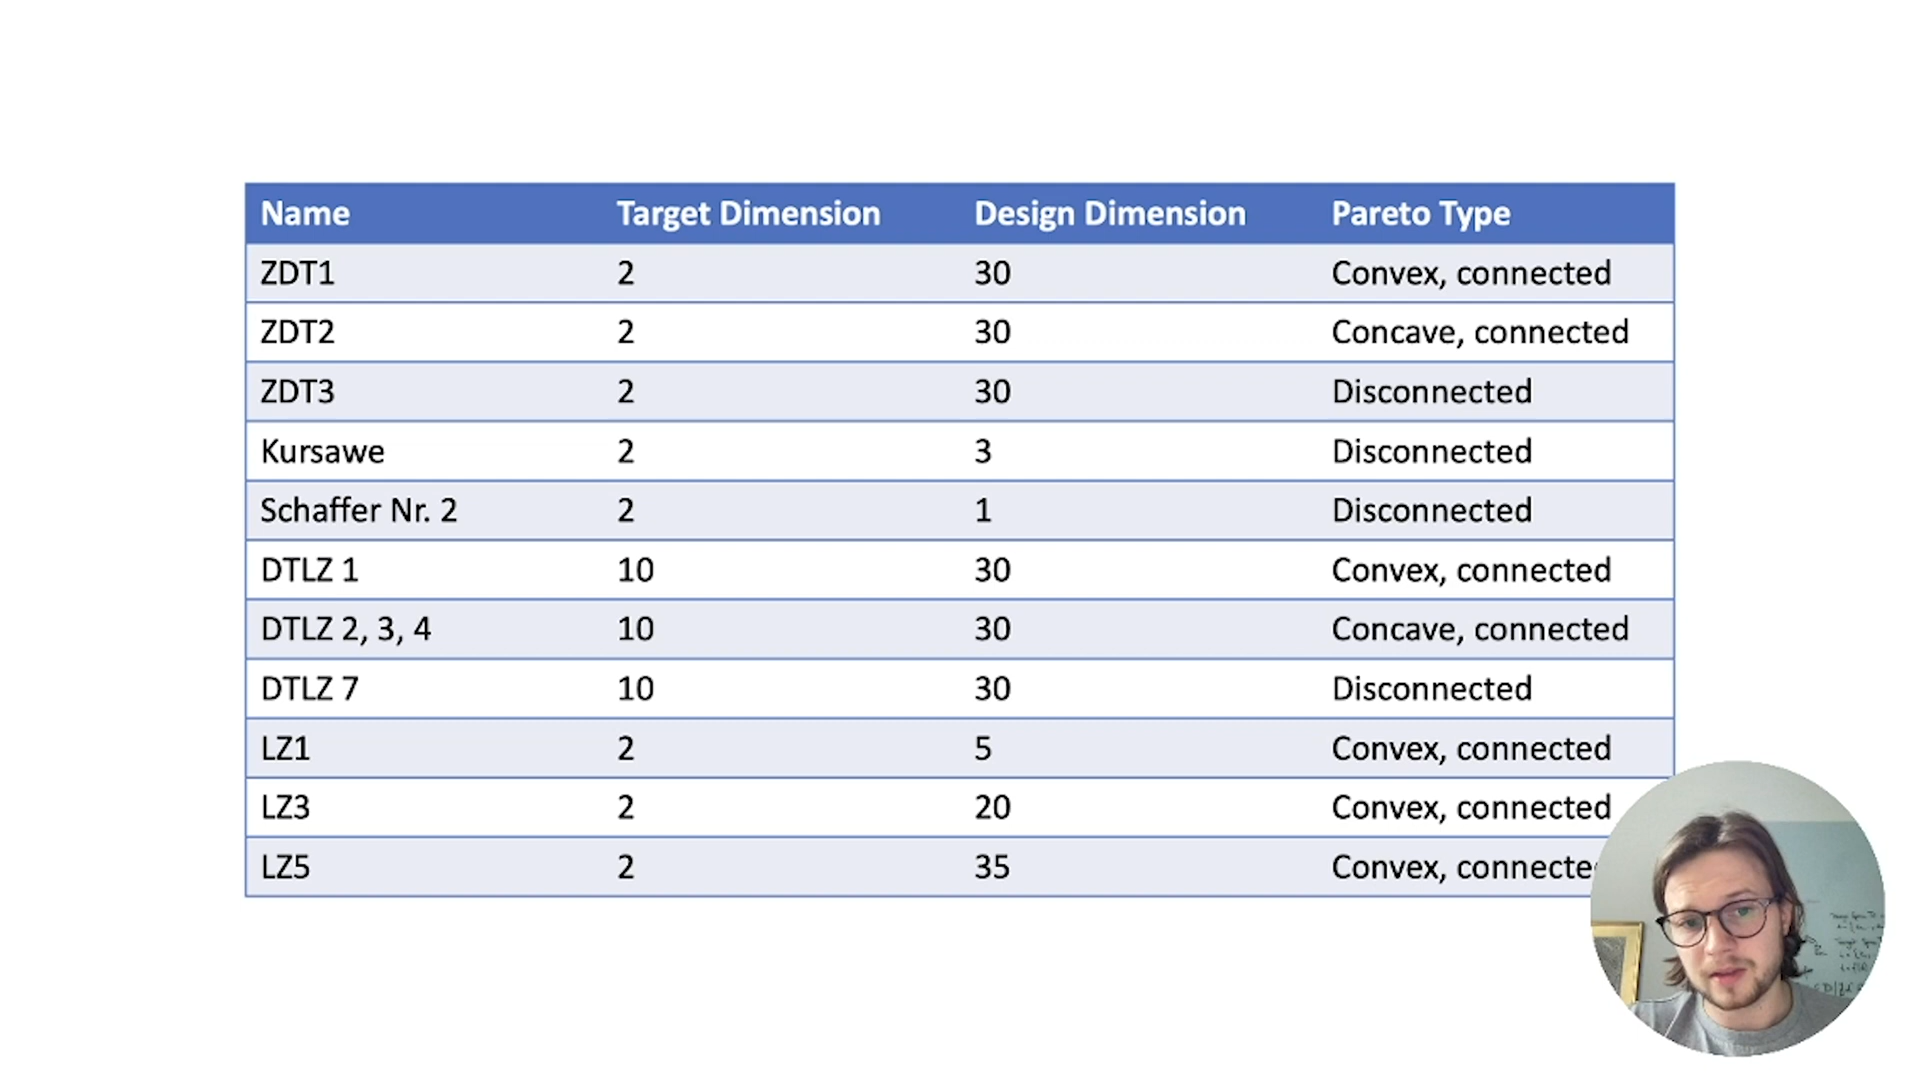 Name Target Dimension Design Dimension Pareto Type
ZDT1 2 30 Convex, connected
ZDT2 2 30 Concave, connected
ZDT3 2 30 Disconnected
Kursawe 2 3 Disconnected
Schaffer Nr. 2 2 1 Disconnected
DTLZ 1 10 30 Convex, connected
DTLZ 2, 3, 4 10 30 Concave, connected
DTLZ 7 10 30 Disconnected
LZ1 2 5 Convex, connected
LZ3 2 20 Convex, connected
LZ5 2 35 Convex, connecte